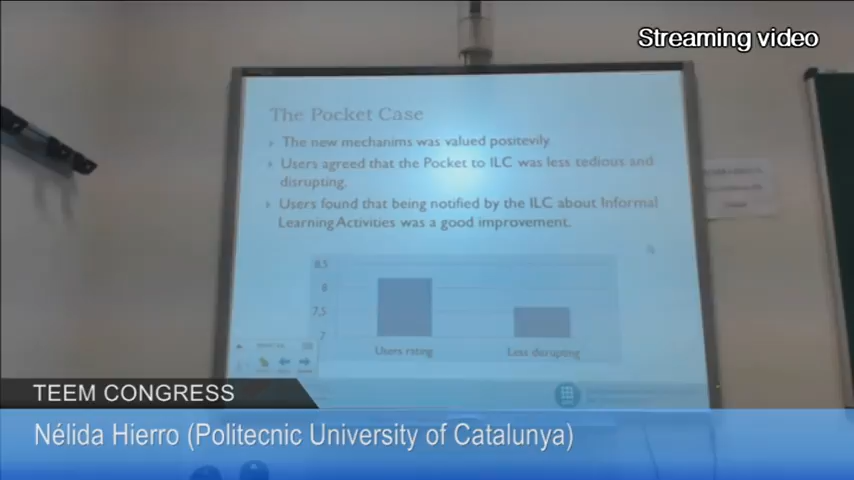 Streaming video
The Pocket Case
The new mechanims was valued positevily.
Users agreed that the Pocket to ILC was less tedious and
disrupting.
Users found that being notified by the ILC about Informal
Learning Activities was a good improvement.
8,5
8
7,5
7
Users rating
Less disrupting
TEEM CONGRESS
Nélida Hierro (Politecnic University of Catalunya)